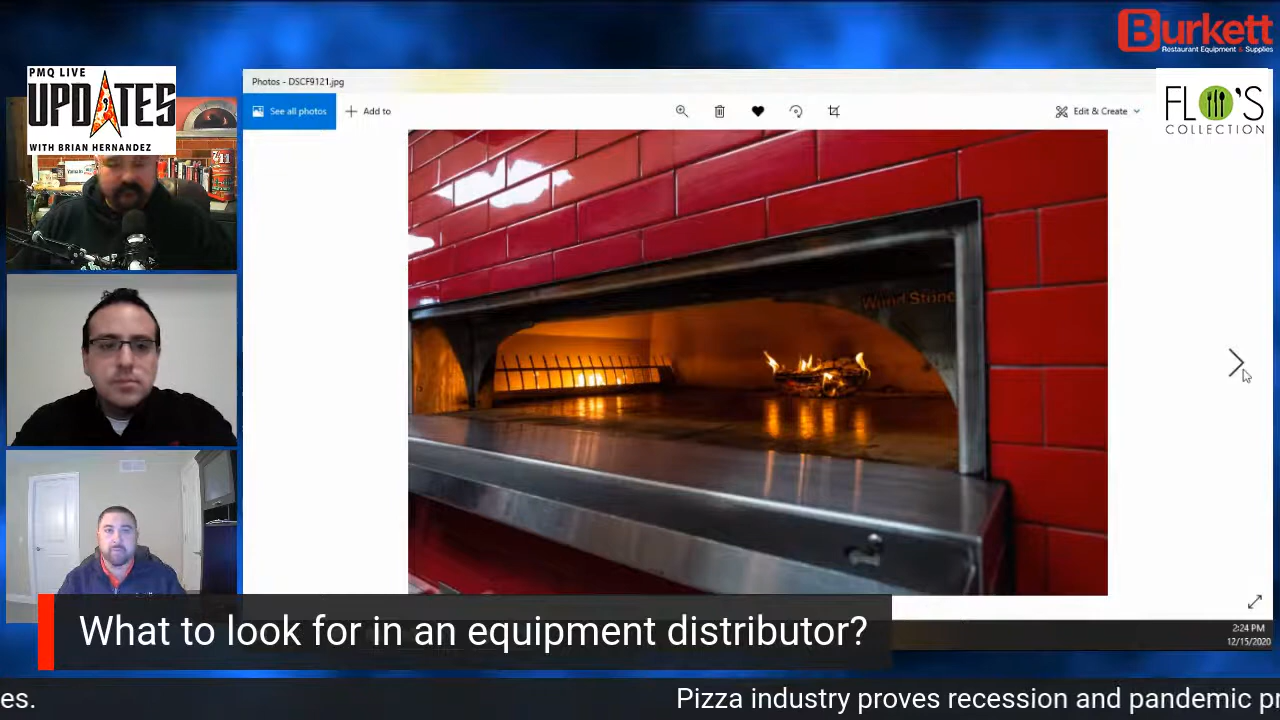 Burkett
Restaurant Equipment & Supplies
PMQ LIVE
UPDATES
WITH BRIAN HERNANDEZ
Photos - DSCF9121.jpg
See all photos
Add to
Edit & Create
FLO'S
COLLECTION
Wood Stone
What to look for in an equipment distributor?
2:24 PM
12/15/2020
es.
Pizza industry proves recession and pandemic pr